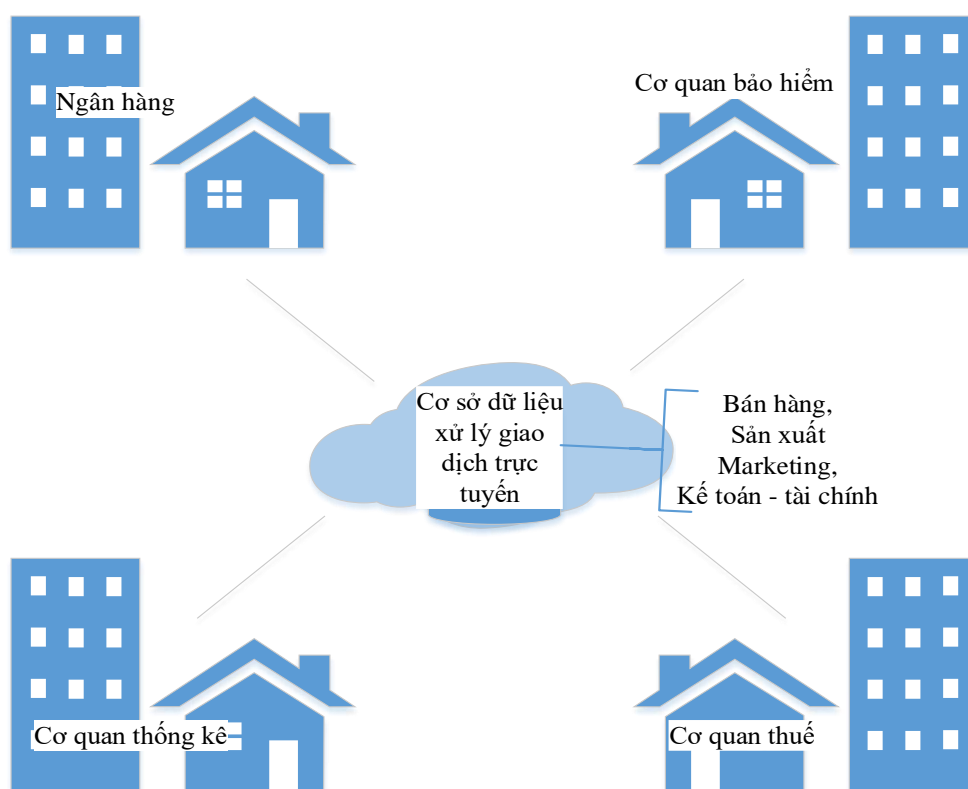 Ngân hàng
Cơ quan bảo hiểm
Cơ sở dữ liệu
xử lý giao
dịch trực
tuyến
Bán hàng,
Sản xuất
Marketing,
Kế toán - tài chính
Cơ quan thống kê
Cơ quan thuế